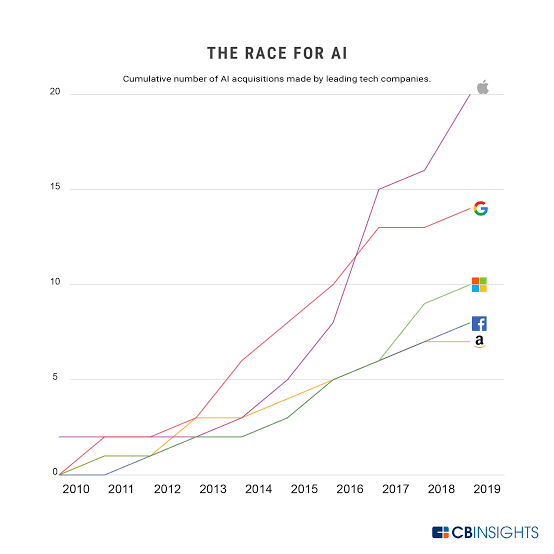 THE RACE FOR AI
Cumulative number of AI acquisitions made by leading tech companies.
20
15
10
5
0
a
2010 2011 2012 2013 2014 2015 2016 2017 2018 2019
CBINSIGHTS